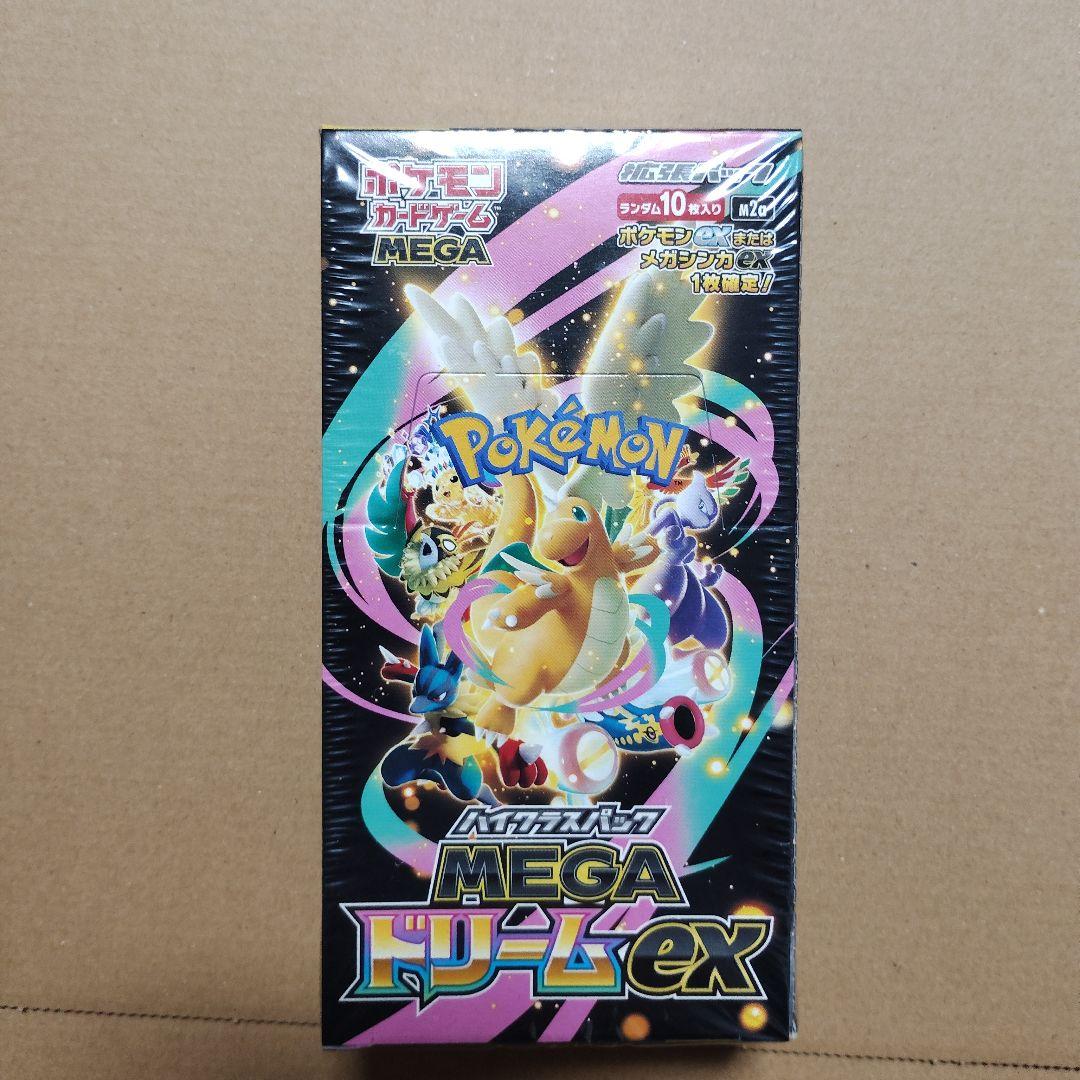 ポケモン
カードゲーム™
MEGA
拡張パック
ランダム10枚入り M2a
ポケモンexまたは
メガシンカex
1枚確定！
POKéMON™
ハイクラスパック
MEGA
ドリームex